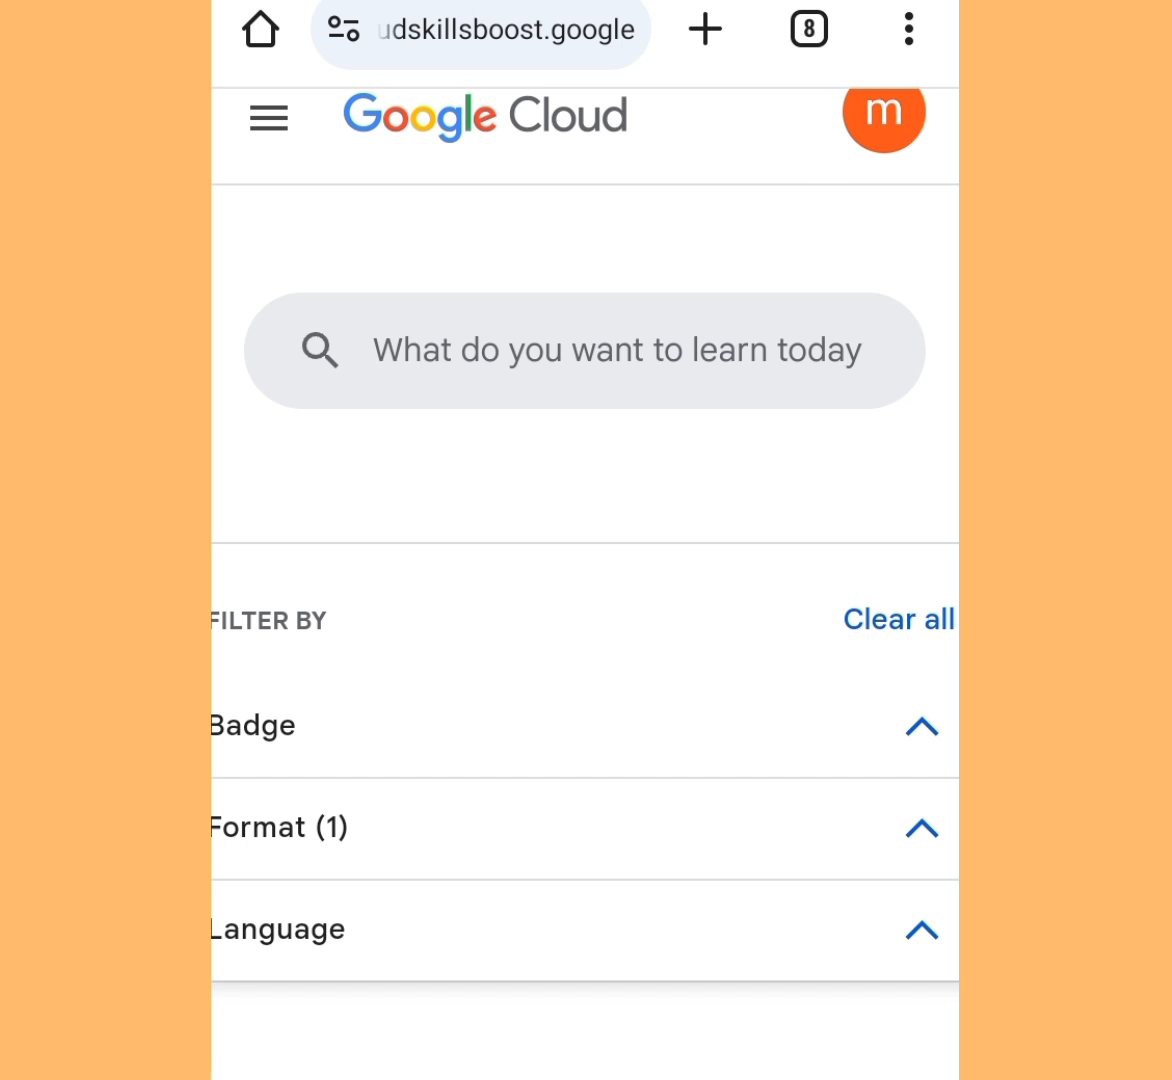 udskillsboost.google
8
Google Cloud
m
What do you want to learn today
FILTER BY
Clear all
Badge
Format (1)
Language